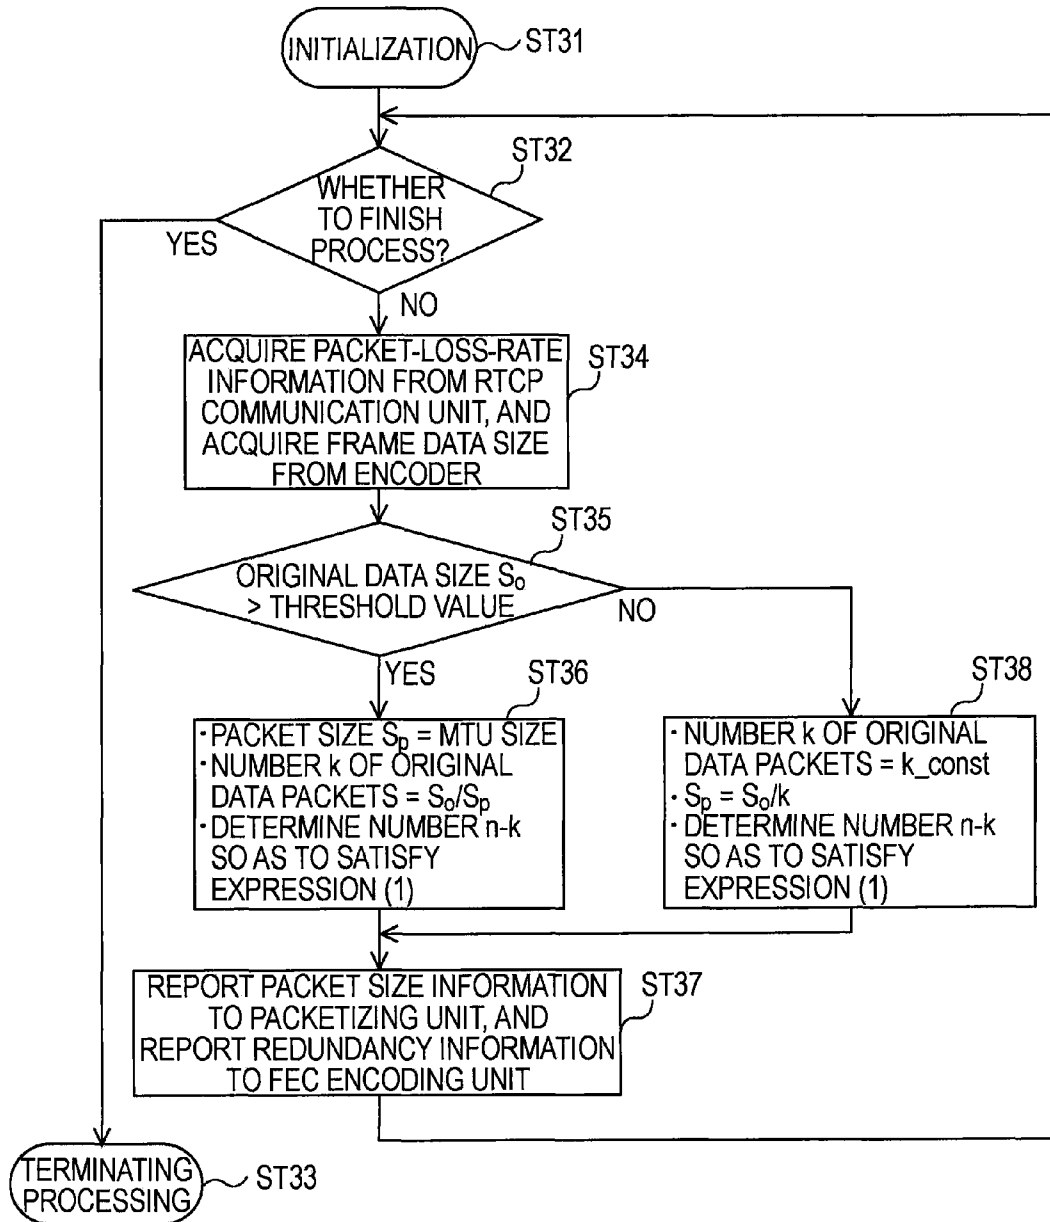 INITIALIZATION
ST31
ST32
WHETHER
TO FINISH
PROCESS?
YES
NO
ACQUIRE PACKET-LOSS-RATE
INFORMATION FROM RTCP
COMMUNICATION UNIT, AND
ACQUIRE FRAME DATA SIZE
FROM ENCODER
ST34
ST35
ORIGINAL DATA SIZE So
> THRESHOLD VALUE
NO
YES
ST36
・PACKET SIZE Sp = MTU SIZE
・NUMBER k OF ORIGINAL
DATA PACKETS = So/Sp
・DETERMINE NUMBER n-k
SO AS TO SATISFY
EXPRESSION (1)
ST38
・NUMBER k OF ORIGINAL
DATA PACKETS = k_const
・Sp = So/k
・DETERMINE NUMBER n-k
SO AS TO SATISFY
EXPRESSION (1)
REPORT PACKET SIZE INFORMATION
TO PACKETIZING UNIT, AND
REPORT REDUNDANCY INFORMATION
TO FEC ENCODING UNIT
ST37
TERMINATING
PROCESSING
ST33